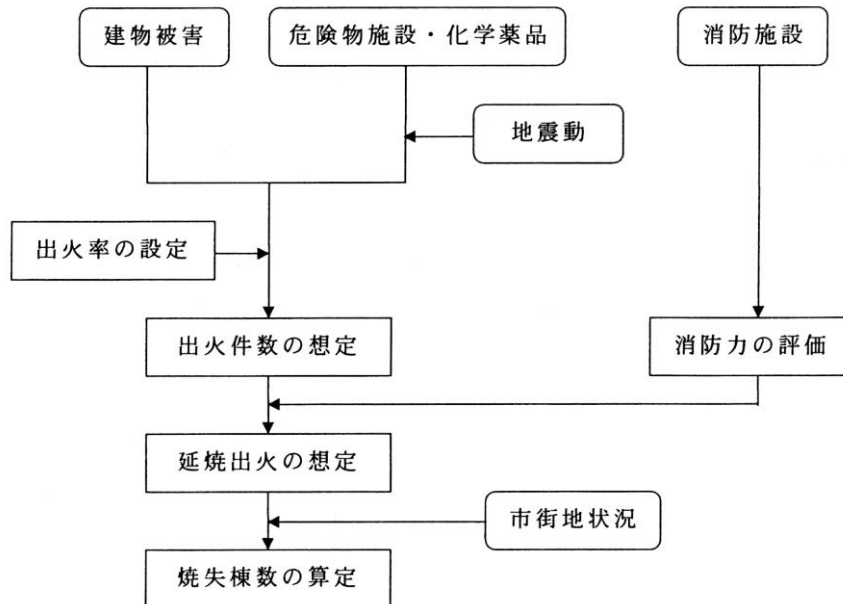 建物被害
危険物施設・化学薬品
消防施設
地震動
出火率の設定
出火件数の想定
消防力の評価
延焼出火の想定
市街地状況
焼失棟数の算定